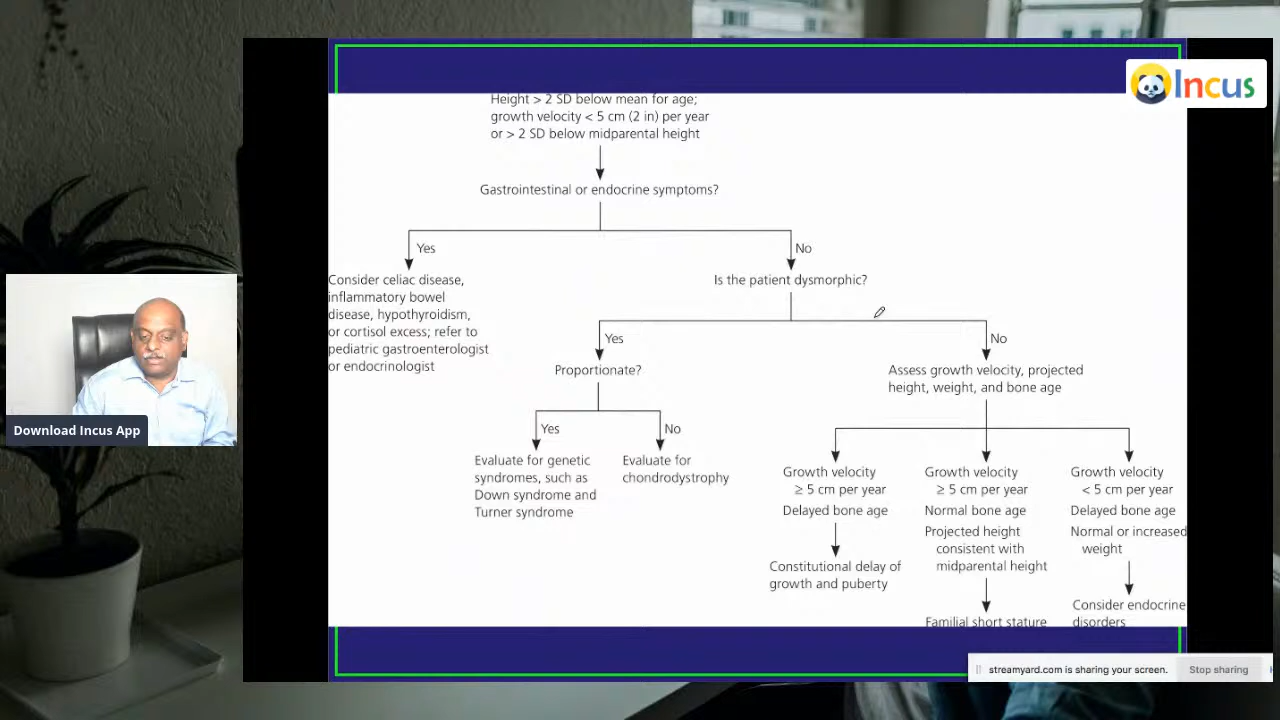 Incus
Height > 2 SD below mean for age;
growth velocity < 5 cm (2 in) per year
or > 2 SD below midparental height
Gastrointestinal or endocrine symptoms?
Yes
No
Consider celiac disease,
inflammatory bowel
disease, hypothyroidism,
or cortisol excess; refer to
pediatric gastroenterologist
or endocrinologist
Is the patient dysmorphic?
Yes
No
Proportionate?
Yes
No
Evaluate for genetic
syndromes, such as
Down syndrome and
Turner syndrome
Evaluate for
chondrodystrophy
Assess growth velocity, projected
height, weight, and bone age
Growth velocity
≥ 5 cm per year
Delayed bone age
Constitutional delay of
growth and puberty
Growth velocity
≥ 5 cm per year
Normal bone age
Projected height
consistent with
midparental height
Familial short stature
Growth velocity
< 5 cm per year
Delayed bone age
Normal or increased
weight
Consider endocrine
disorders
Download Incus App
streamyard.com is sharing your screen.
Stop sharing